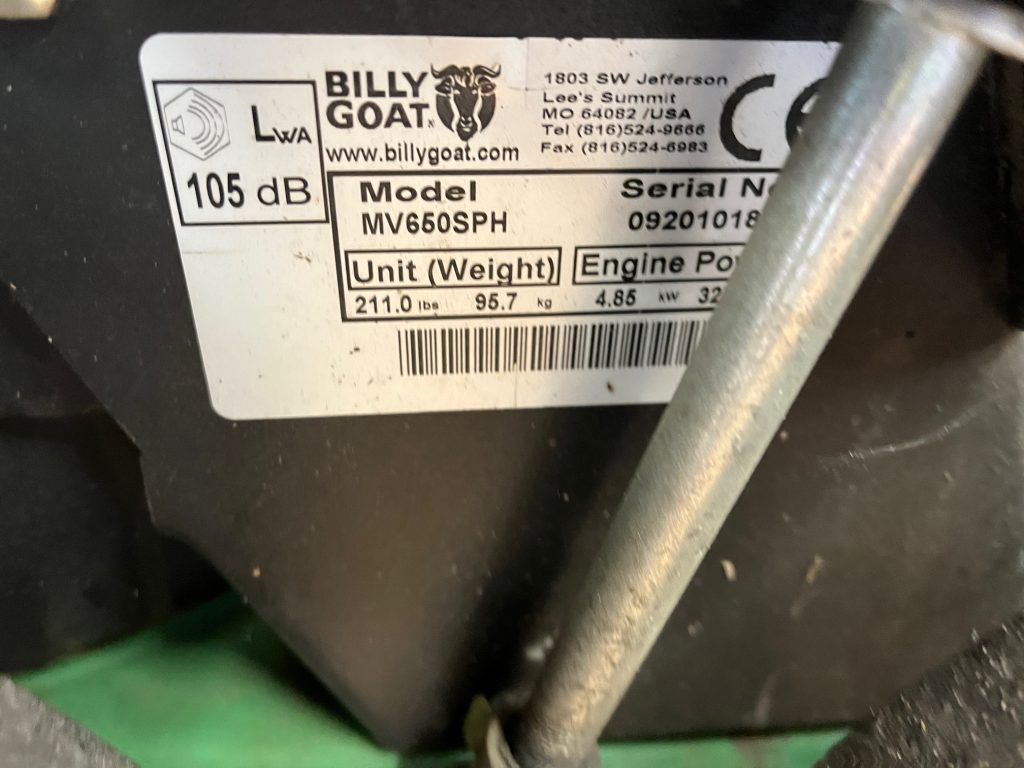 LWA
105 dB
BILLY
GOAT
www.billygoat.com
1803 SW Jefferson
Lee's Summit
MO 64082 /USA
Tel (816)524-9666
Fax (816)524-6983
CE
Model Serial
MV650SPH
Unit (Weight) Engine
211.0 lbs 95.7 kg 4.85 kW